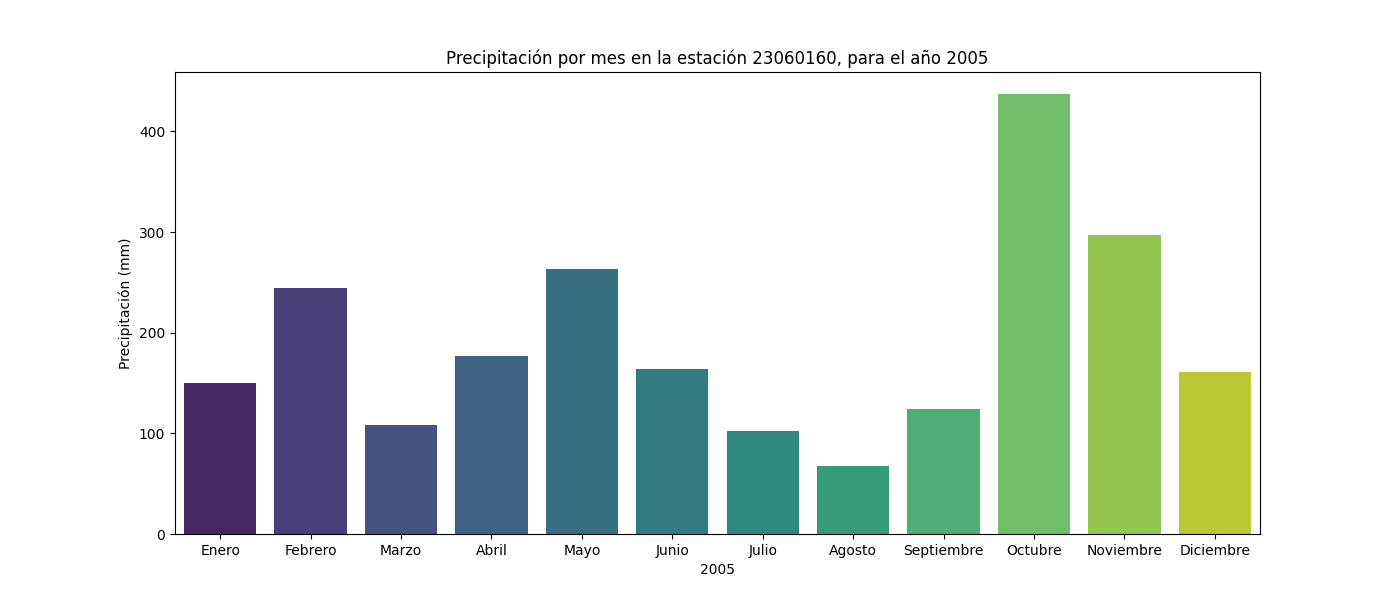 Precipitación por mes en la estación 23060160, para el año 2005
Precipitación (mm)
400
300
200
100
0
Enero Febrero Marzo Abril Mayo Junio Julio Agosto Septiembre Octubre Noviembre Diciembre
2005